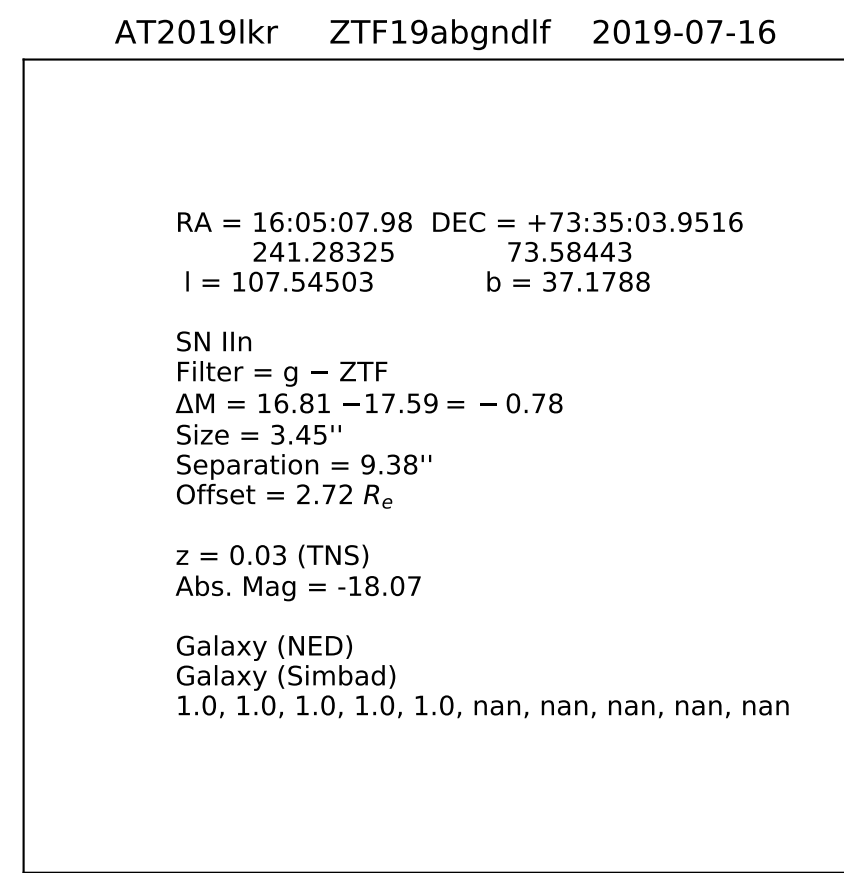 AT2019lkr ZTF19abgndlf 2019-07-16
RA = 16:05:07.98 DEC = +73:35:03.9516
241.28325 73.58443
l = 107.54503 b = 37.1788
SN IIn
Filter = g − ZTF
ΔM = 16.81 −17.59 = − 0.78
Size = 3.45''
Separation = 9.38''
Offset = 2.72 Re
z = 0.03 (TNS)
Abs. Mag = -18.07
Galaxy (NED)
Galaxy (Simbad)
1.0, 1.0, 1.0, 1.0, 1.0, nan, nan, nan, nan, nan